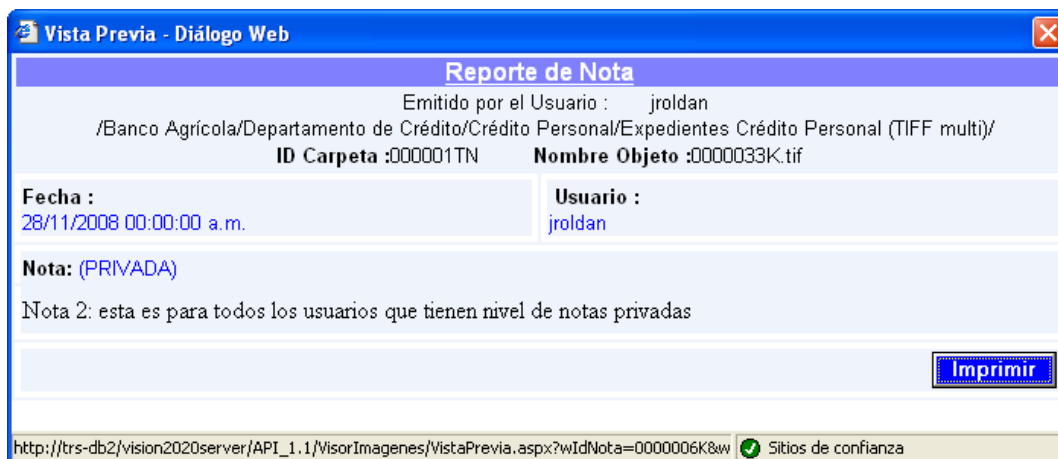 Vista Previa - Diálogo Web
Reporte de Nota
Emitido por el Usuario : jroldan
/Banco Agrícola/Departamento de Crédito/Crédito Personal/Expedientes Crédito Personal (TIFF multi)/
ID Carpeta :000001TN Nombre Objeto :0000033K.tif
Fecha : Usuario :
28/11/2008 00:00:00 a.m. jroldan
Nota: (PRIVADA)
Nota 2: esta es para todos los usuarios que tienen nivel de notas privadas
Imprimir
http://trs-db2/vision2020server/API_1.1/VisorImagenes/VistaPrevia.aspx?wIdNota=0000006K&w Sitios de confianza